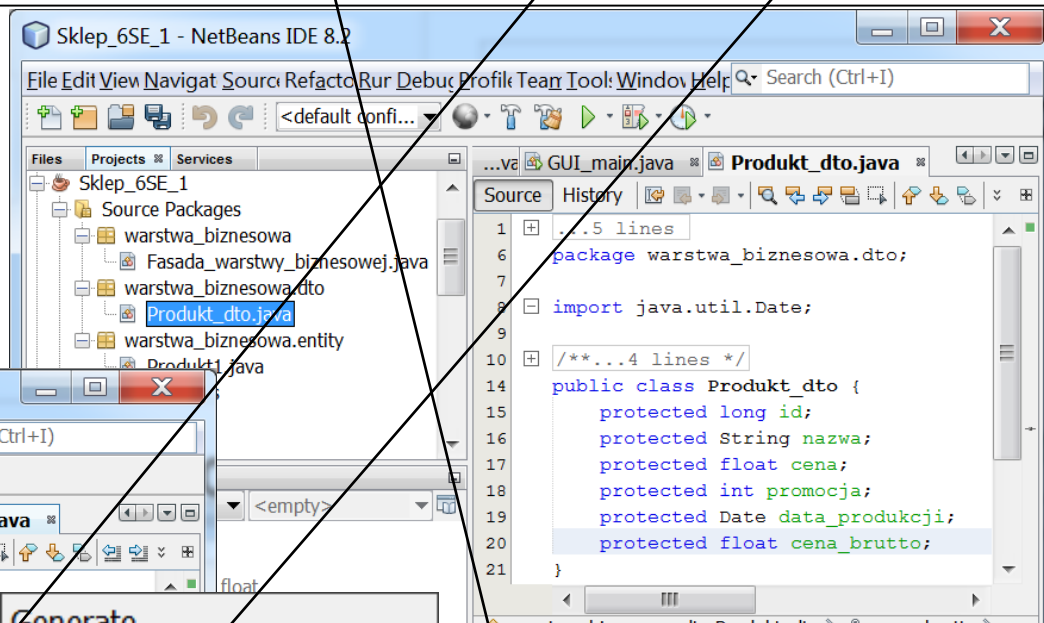 Sklep_6SE_1 - NetBeans IDE 8.2
File Edit View Navigat Source Refacto Run Debug Profile Team Tools Window Help Search (Ctrl+I)
<default confi...
Files Projects Services
Sklep_6SE_1
Source Packages
warstwa_biznesowa
Fasada_warstwy_biznesowej.java
warstwa_biznesowa.dto
Produkt_dto.java
warstwa_biznesowa.entity
Produkt1.java
Ctrl+I)
ava
<empty>
float
Generate
...va GUI_main.java Produkt_dto.java
Source History
1 ...5 lines
6 package warstwa_biznesowa.dto;
7
8 import java.util.Date;
9
10 /**...4 lines */
14 public class Produkt_dto {
15 protected long id;
16 protected String nazwa;
17 protected float cena;
18 protected int promocja;
19 protected Date data_produkcji;
20 protected float cena_brutto;
21 }